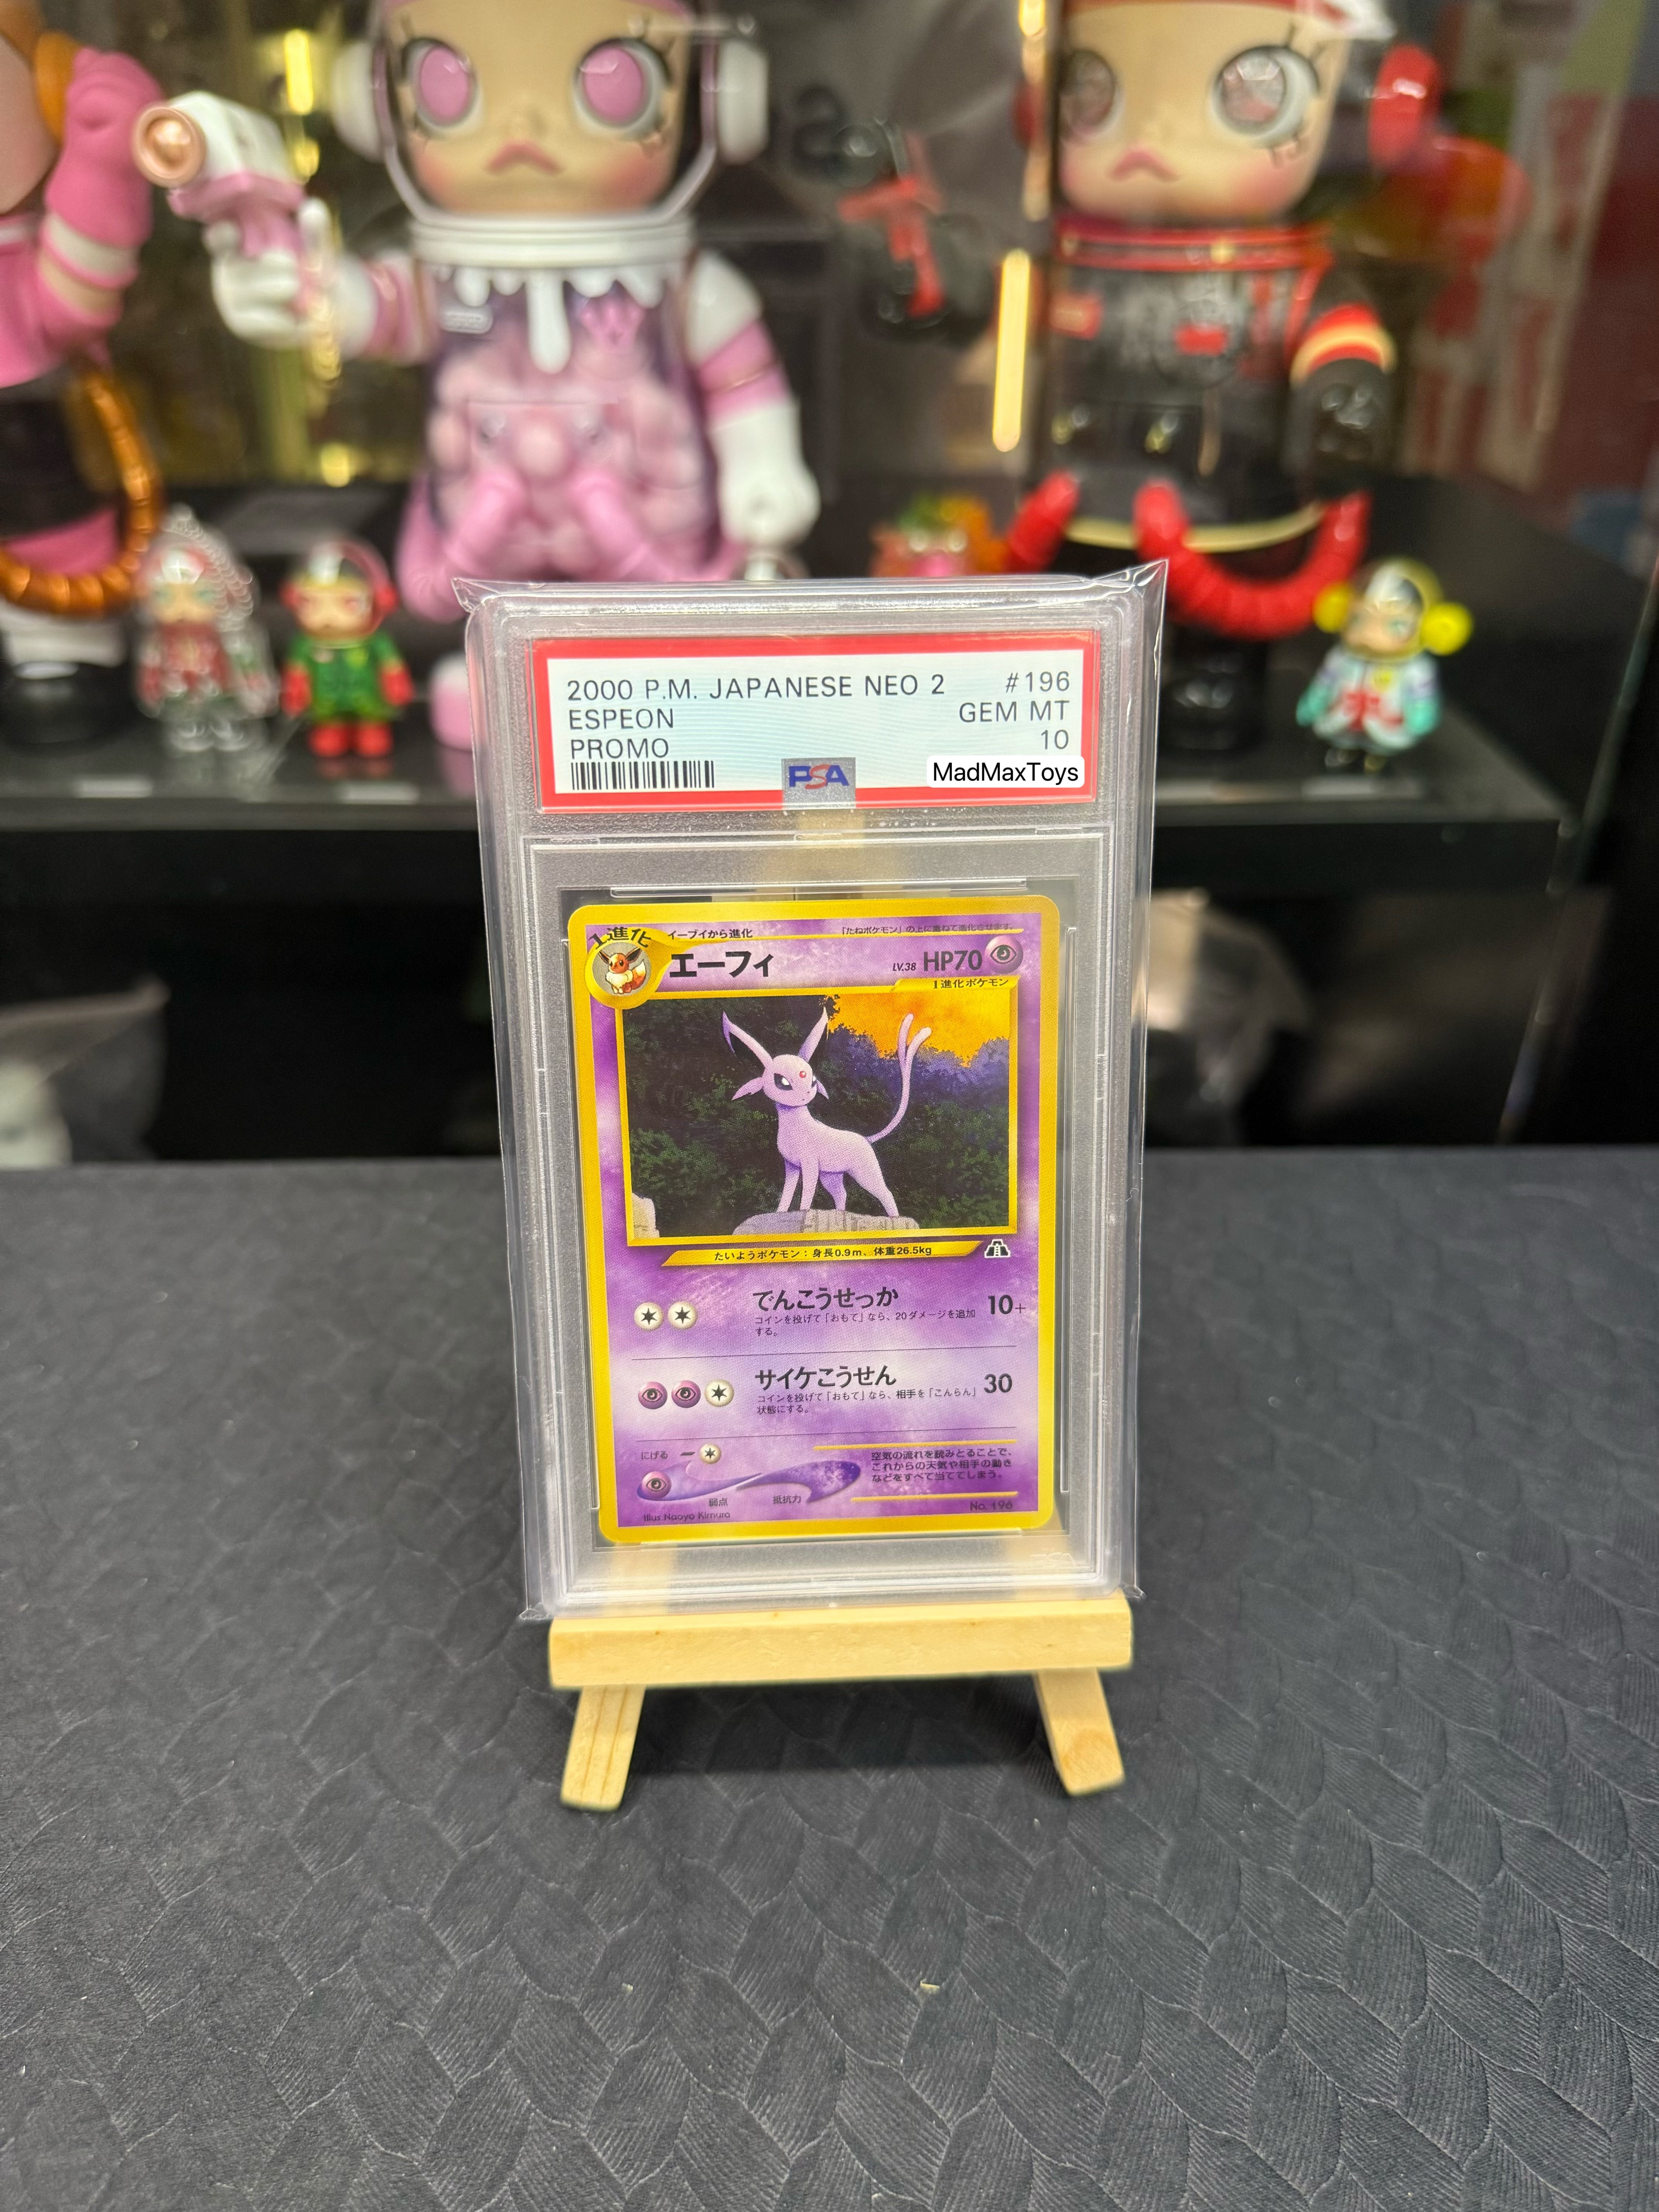 2000 P.M. JAPANESE NEO 2 #196
ESPEON GEM MT
PROMO 10
PSA
MadMaxToys
1進化
イーブイから進化
「たねポケモン」の上に重ねて進化させます。
エーフィ LV.38 HP70
1進化ポケモン
たいようポケモン：身長0.9m、体重26.5kg
でんこうせっか 10+
コインを投げて「おもて」なら、20ダメージを追加
する。
サイケこうせん 30
コインを投げて「おもて」なら、相手を「こんらん」
状態にする。
にげる
弱点 抵抗力
空気の流れを読みとることで、
これからの天気や相手の動き
などをすべて当ててしまう。
No. 196
Illus Naoyo Kimura